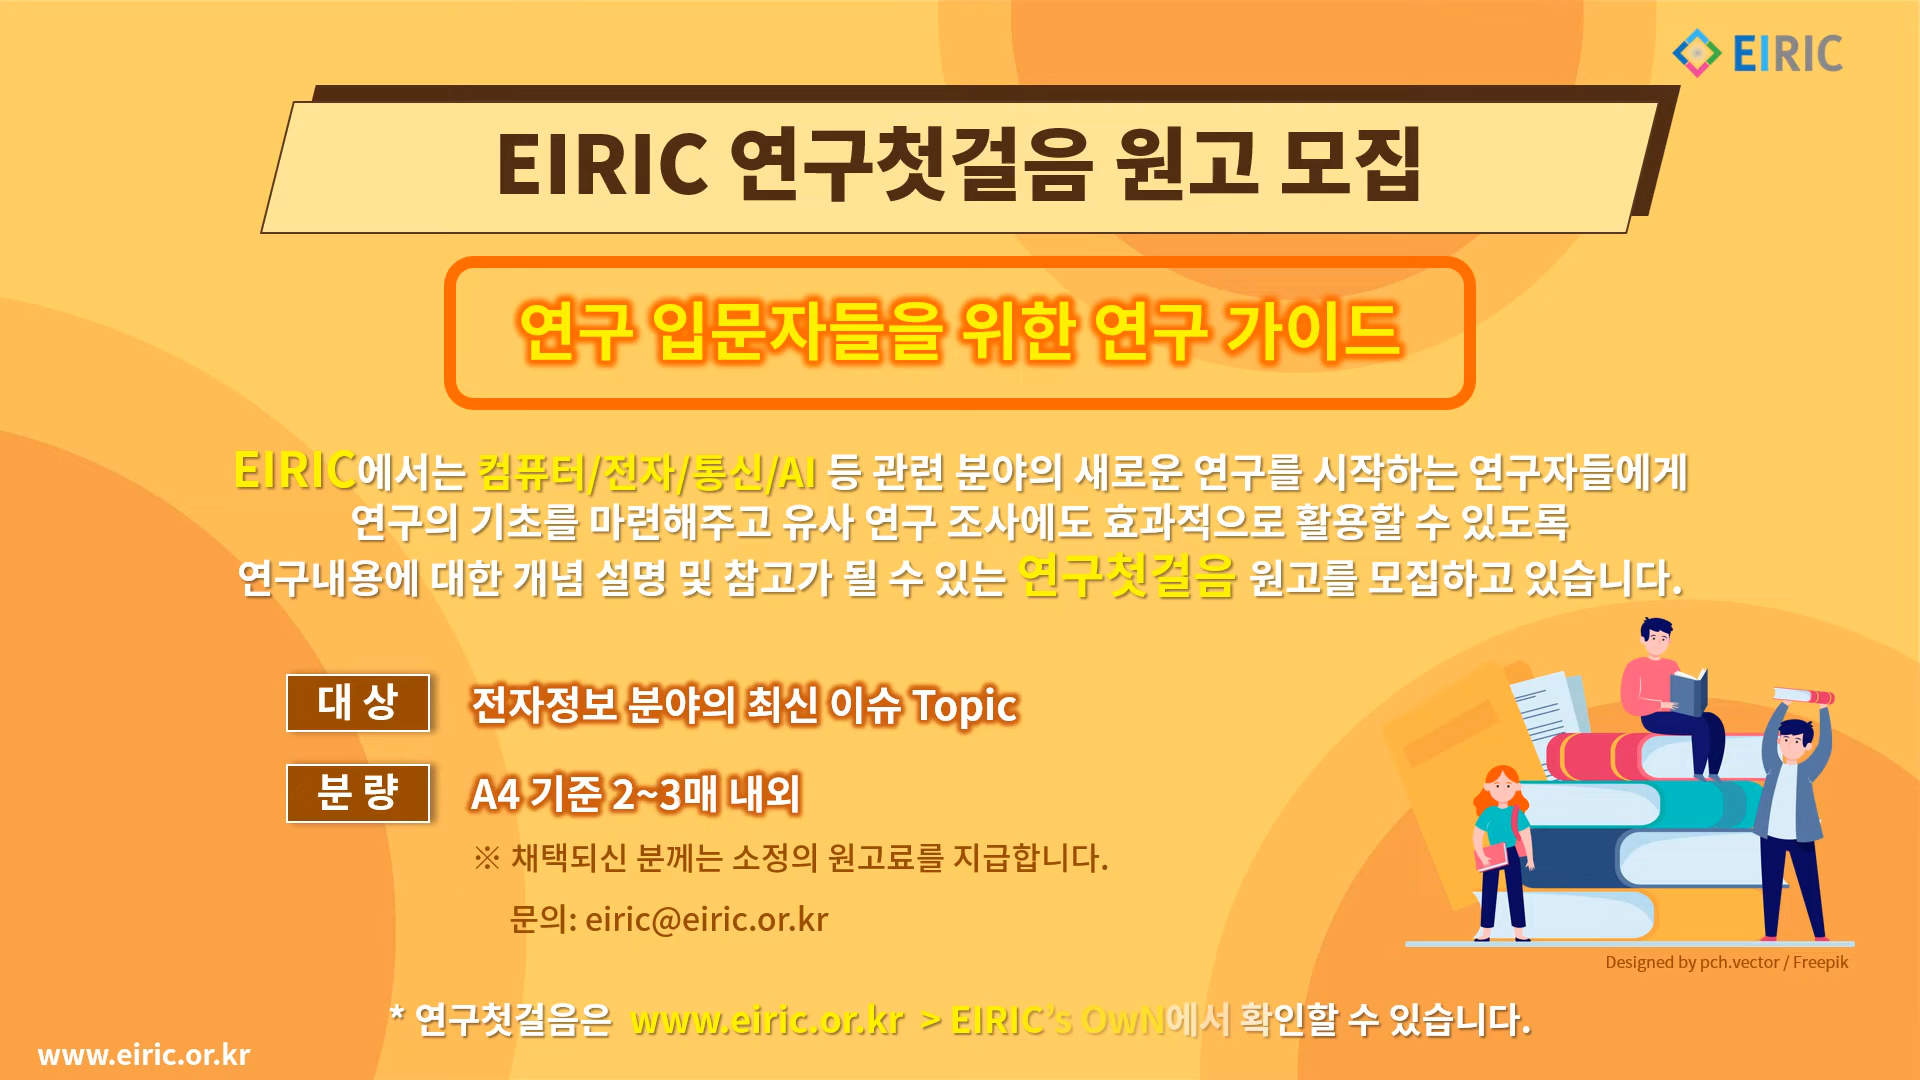 EIRIC
EIRIC 연구첫걸음 원고 모집
연구 입문자들을 위한 연구 가이드
EIRIC에서는 컴퓨터/전자/통신/AI 등 관련 분야의 새로운 연구를 시작하는 연구자들에게
연구의 기초를 마련해주고 유사 연구 조사에도 효과적으로 활용할 수 있도록
연구내용에 대한 개념 설명 및 참고가 될 수 있는 연구첫걸음 원고를 모집하고 있습니다.
대 상 전자정보 분야의 최신 이슈 Topic
분 량 A4 기준 2~3매 내외
※ 채택되신 분께는 소정의 원고료를 지급합니다.
문의: eiric@eiric.or.kr
Designed by pch.vector / Freepik
* 연구첫걸음은 www.eiric.or.kr > EIRIC's OwN에서 확인할 수 있습니다.
www.eiric.or.kr